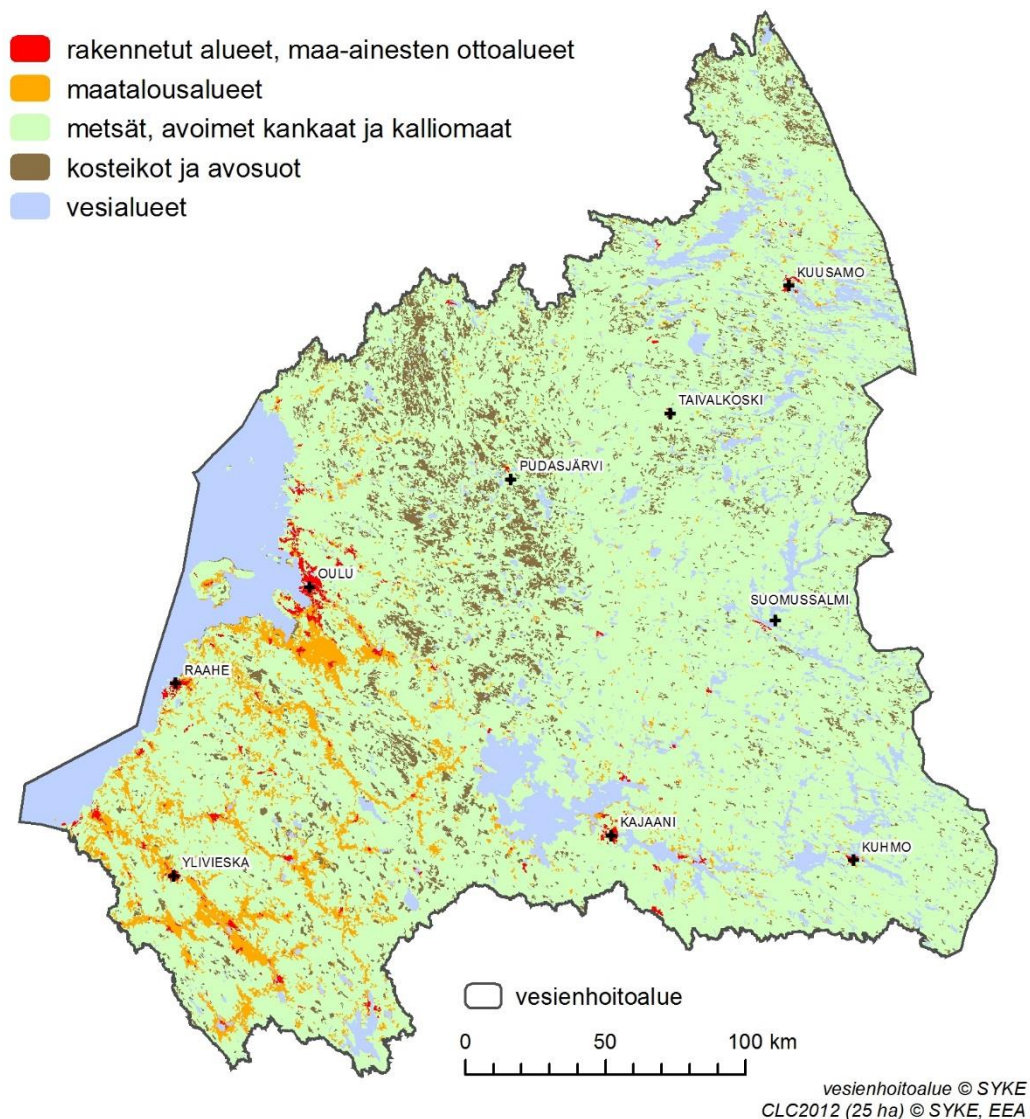 rakennetut alueet, maa-ainesten ottoalueet
maatalousalueet
metsät, avoimet kankaat ja kalliomaat
kosteikot ja avosuot
vesialueet
KUUSAMO
TAIVALKOSKI
PUDASJÄRVI
OULU
SUOMUSSALMI
RAAHE
KAJAANI
KUHMO
YLIVIESKA
vesienhoitoalue
0 50 100 km
vesienhoitoalue © SYKE
CLC2012 (25 ha) © SYKE, EEA